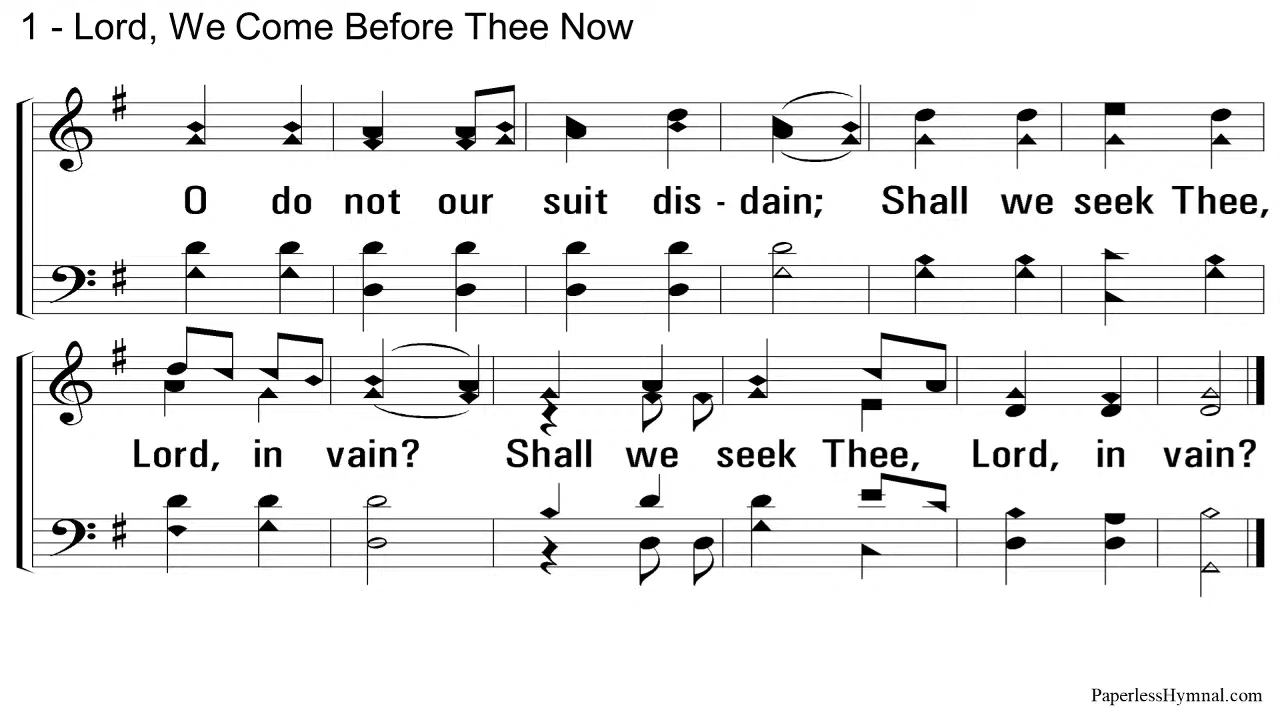 1 - Lord, We Come Before Thee Now
O do not our suit dis - dain; Shall we seek Thee,
Lord, in vain? Shall we seek Thee, Lord, in vain?
PaperlessHymnal.com